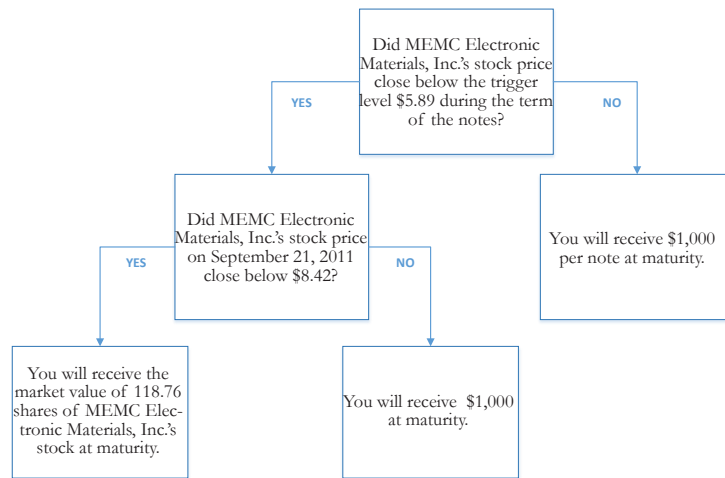 Did MEMC Electronic
Materials, Inc.'s stock price
close below the trigger
level $5.89 during the term
of the notes?
YES
NO
Did MEMC Electronic
Materials, Inc.'s stock price
on September 21, 2011
close below $8.42?
You will receive $1,000
per note at maturity.
YES
NO
You will receive the
market value of 118.76
shares of MEMC Elec-
tronic Materials, Inc.'s
stock at maturity.
You will receive $1,000
at maturity.